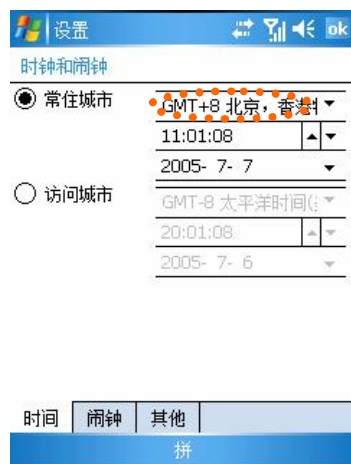 设置
ok
时钟和闹钟
常住城市
GMT+8 北京，香港
11:01:08
2005- 7- 7
访问城市
GMT-8 太平洋时间(
20:01:08
2005- 7- 6
时间 闹钟 其他
拼